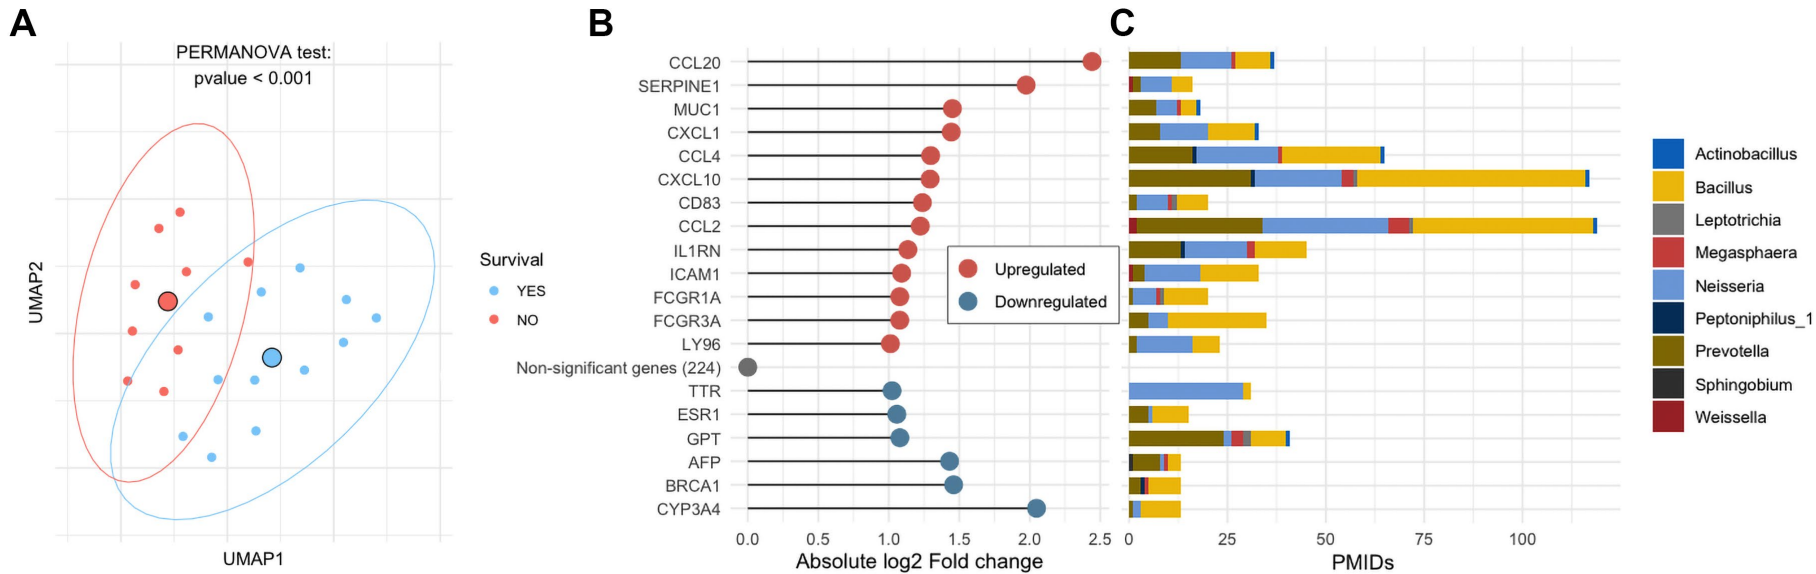 A
B
C
PERMANOVA test:
pvalue < 0.001
UMAP2
UMAP1
Survival
YES
NO
CCL20
SERPINE1
MUC1
CXCL1
CCL4
CXCL10
CD83
CCL2
IL1RN
ICAM1
FCGR1A
FCGR3A
LY96
Non-significant genes (224)
TTR
ESR1
GPT
AFP
BRCA1
CYP3A4
Upregulated
Downregulated
0.0 0.5 1.0 1.5 2.0 2.5
Absolute log2 Fold change
0 25 50 75 100
PMIDs
Actinobacillus
Bacillus
Leptotrichia
Megasphaera
Neisseria
Peptoniphilus_1
Prevotella
Sphingobium
Weissella